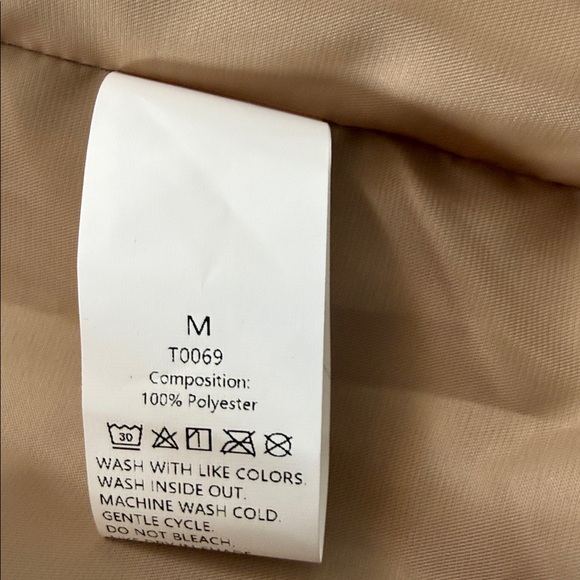 M
T0069
Composition:
100% Polyester
30
WASH WITH LIKE COLORS.
WASH INSIDE OUT.
MACHINE WASH COLD.
GENTLE CYCLE.
DO NOT BLEACH.